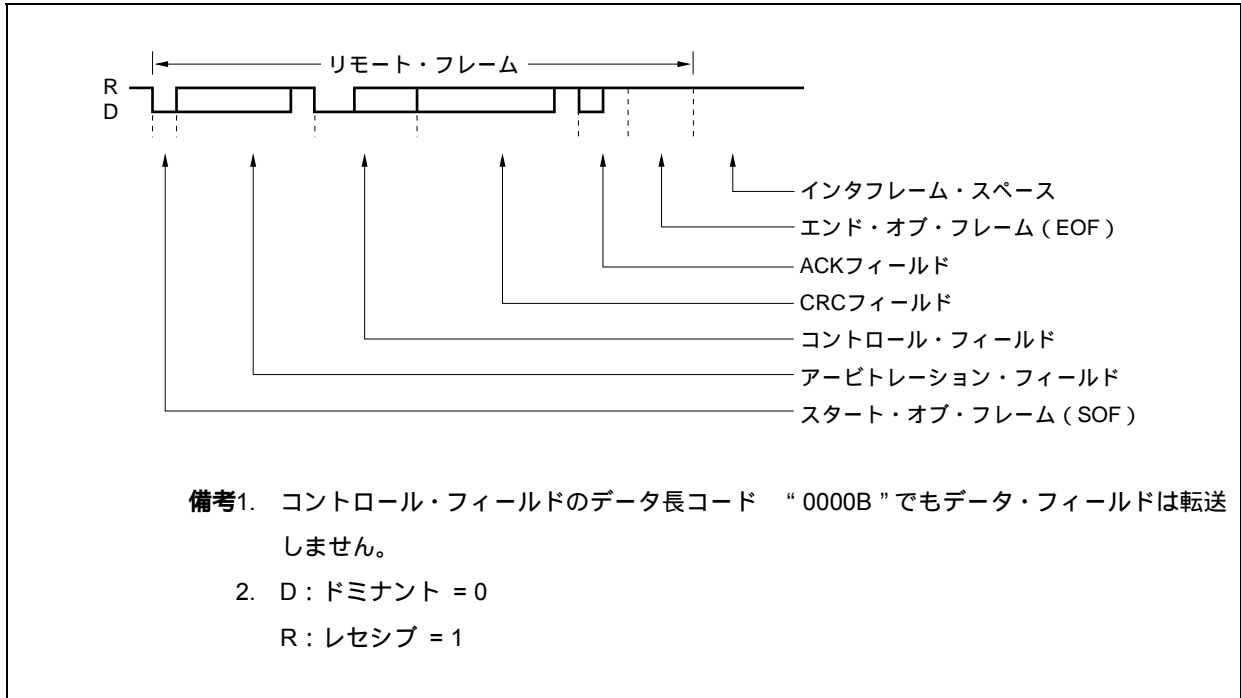 リモート・フレーム
R
D
インタフレーム・スペース
エンド・オブ・フレーム（EOF）
ACKフィールド
CRCフィールド
コントロール・フィールド
アービトレーション・フィールド
スタート・オブ・フレーム（SOF）
備考1. コントロール・フィールドのデータ長コード “0000B”でもデータ・フィールドは転送
しません。
2. D：ドミナント = 0
R：レセシブ = 1